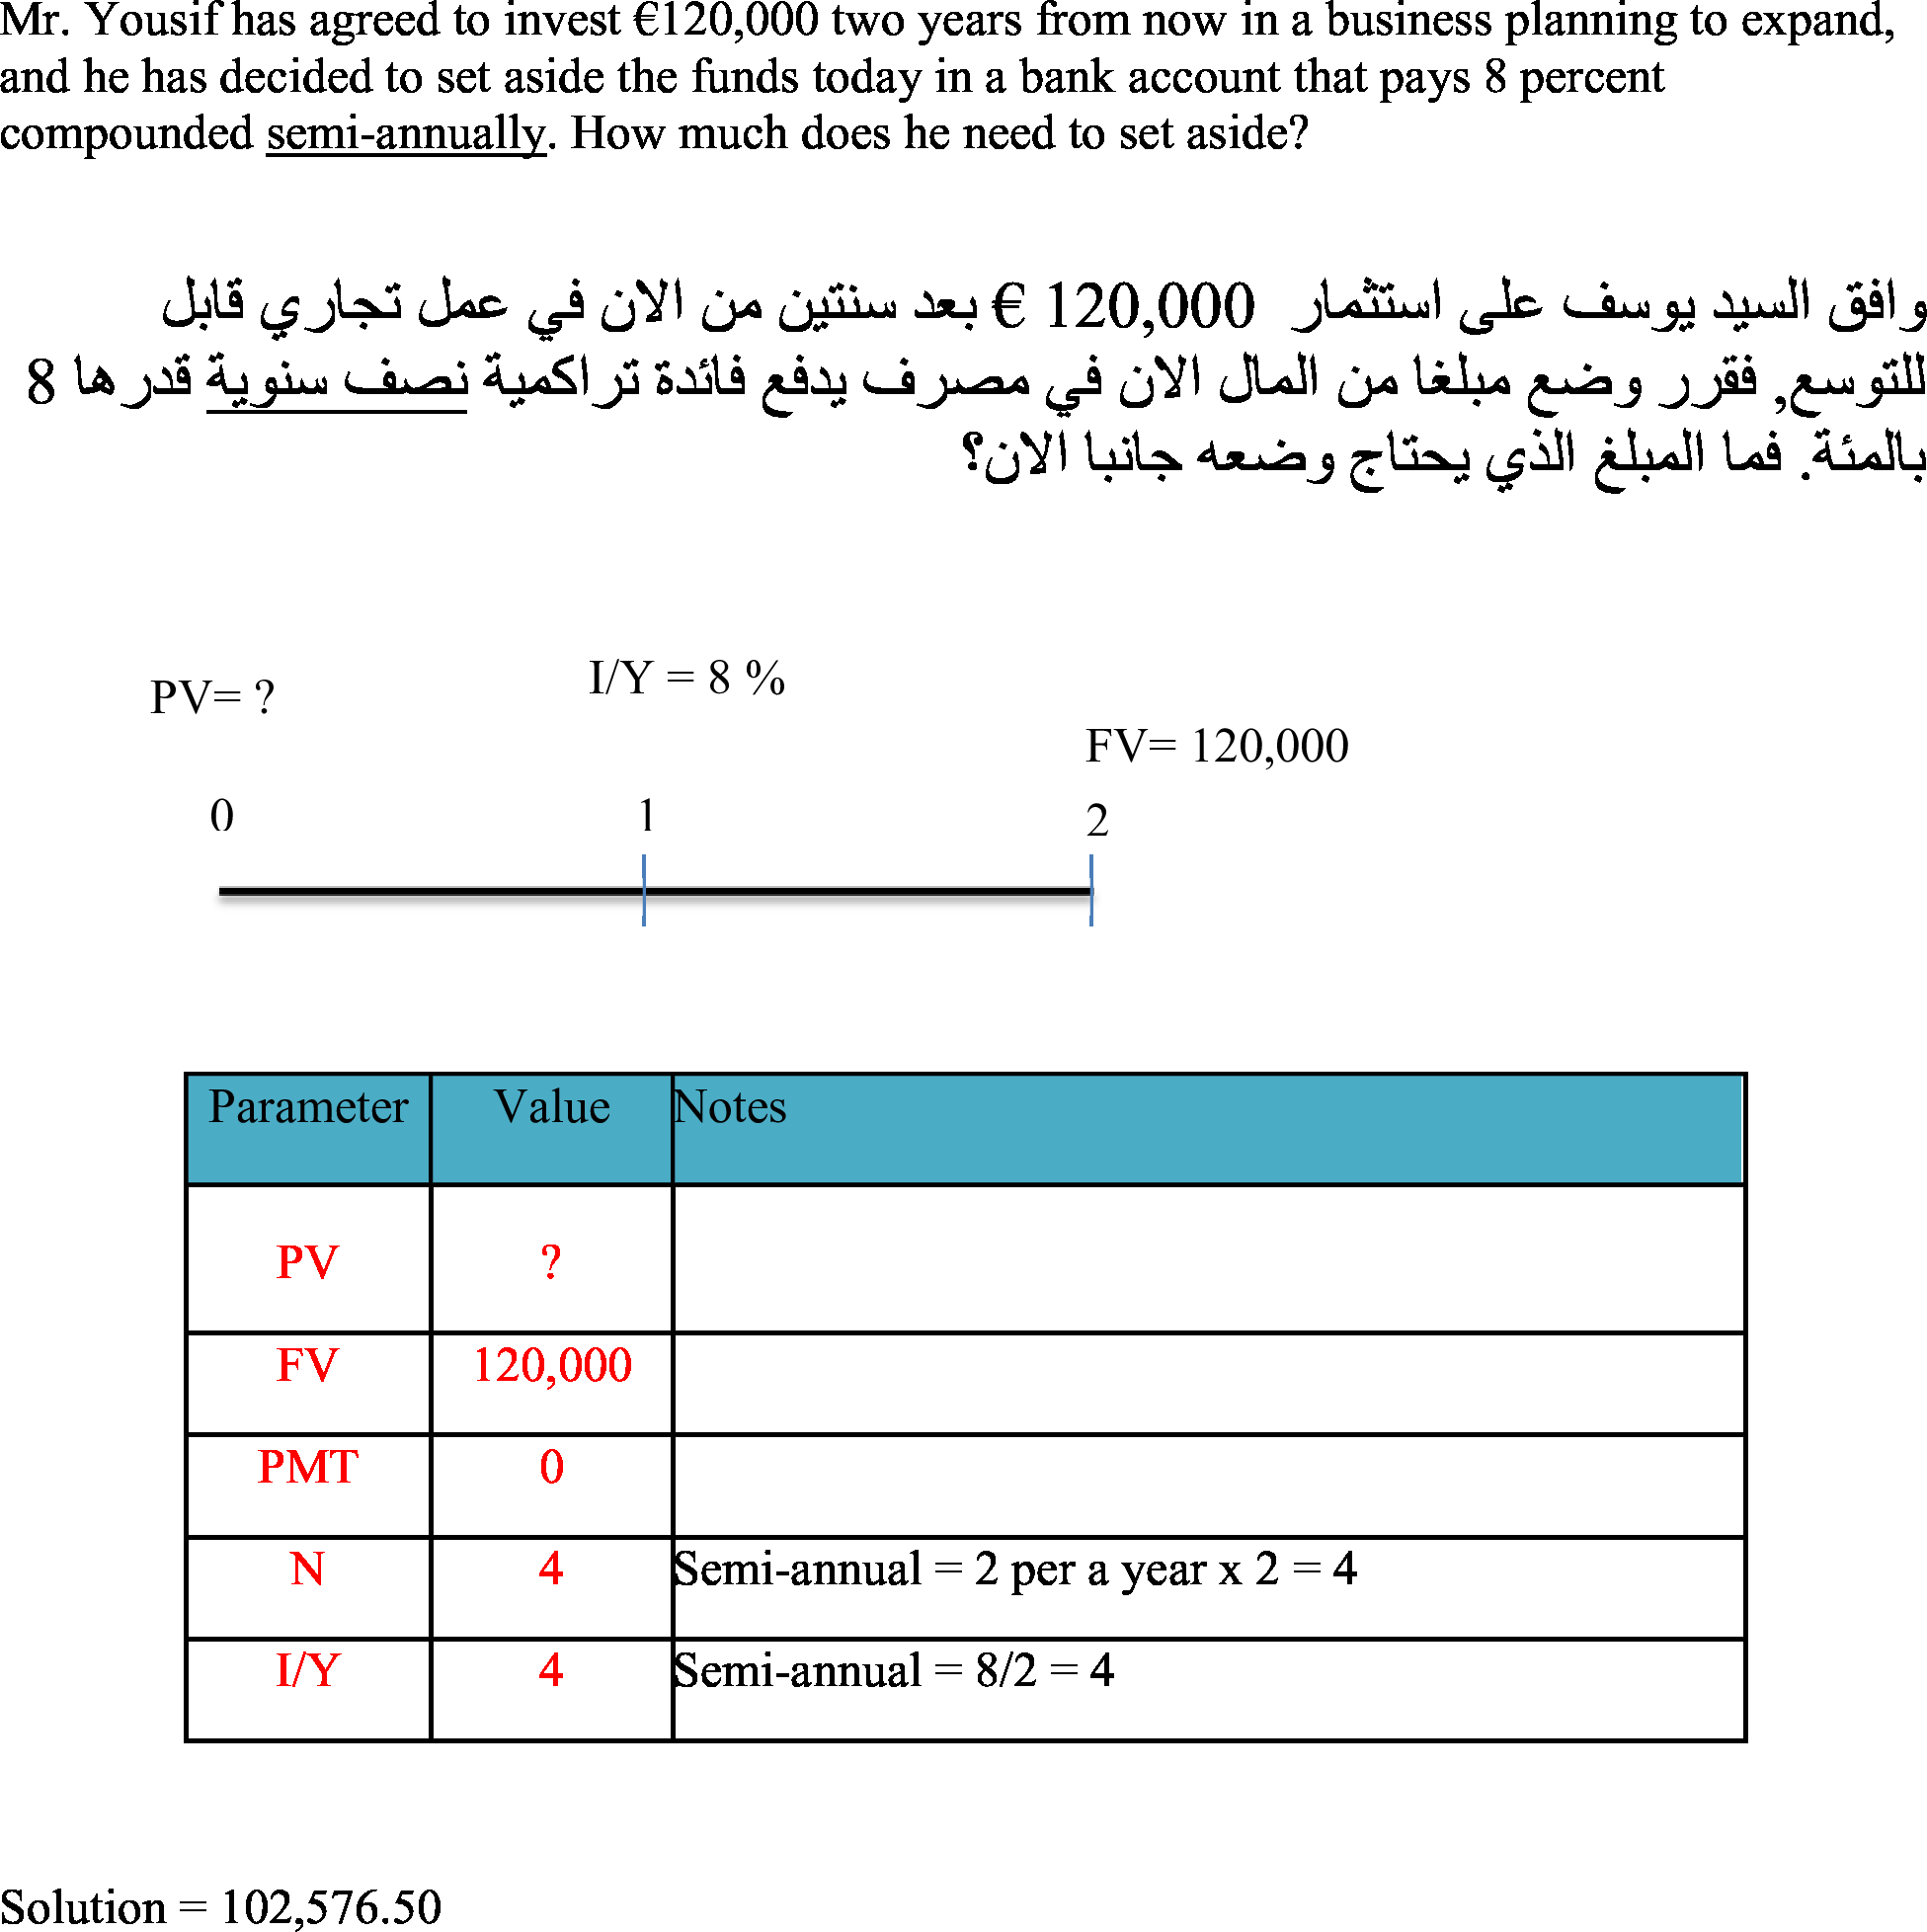 Mr. Yousif has agreed to invest €120,000 two years from now in a business planning to expand,
and he has decided to set aside the funds today in a bank account that pays 8 percent
compounded semi-annually. How much does he need to set aside?
وافق السيد يوسف على استثمار 120,000 € بعد سنتين من الان في عمل تجاري قابل
للتوسع, فقرر وضع مبلغا من المال الان في مصرف يدفع فائدة تراكمية نصف سنوية قدرها 8
بالمئة. فما المبلغ الذي يحتاج وضعه جانبا الان؟
PV= ?
I/Y = 8 %
FV= 120,000
0 1 2
Parameter Value Notes
PV ?
FV 120,000
PMT 0
N 4 Semi-annual = 2 per a year x 2 = 4
I/Y 4 Semi-annual = 8/2 = 4
Solution = 102,576.50